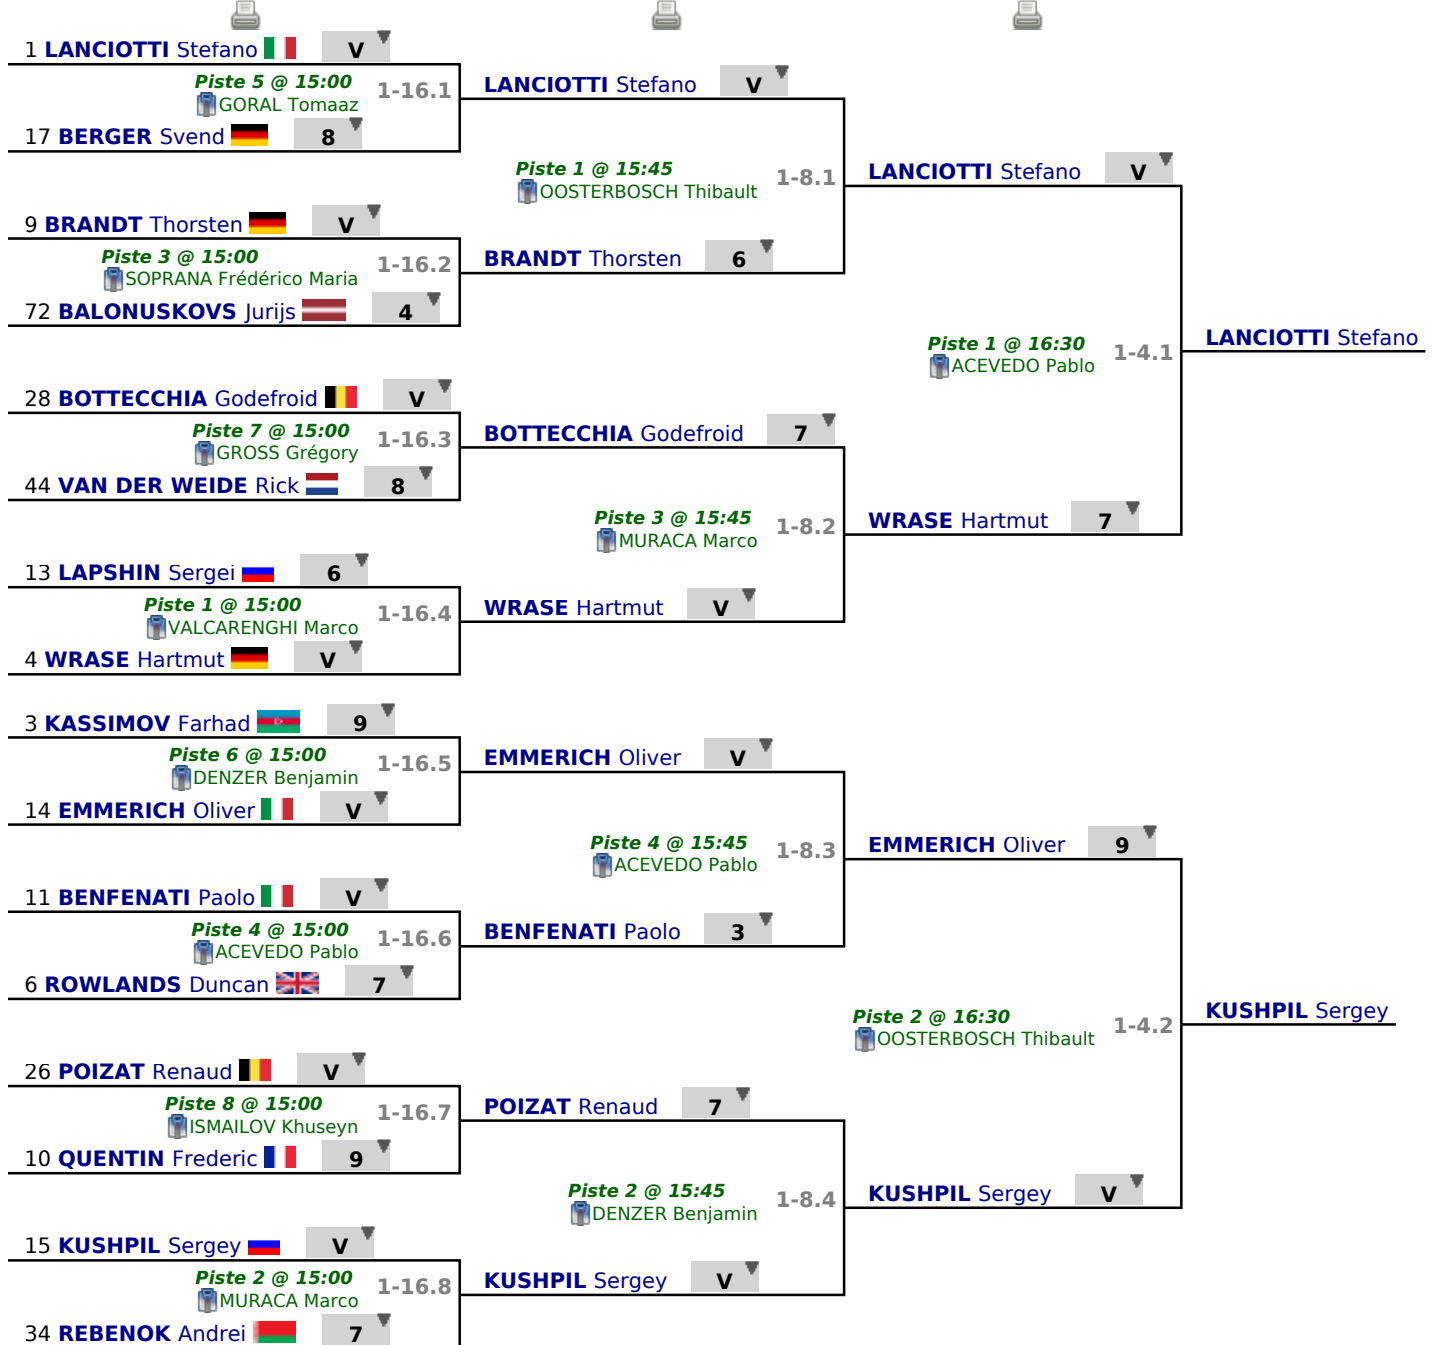 1 LANCIOTTI Stefano V
Piste 5 @ 15:00
GORAL Tomaaz
1-16.1
17 BERGER Svend 8
9 BRANDT Thorsten V
Piste 3 @ 15:00
SOPRANA Frédérico Maria
1-16.2
72 BALONUSKOVS Jurijs 4
28 BOTTECCHIA Godefroid V
Piste 7 @ 15:00
GROSS Grégory
1-16.3
44 VAN DER WEIDE Rick 8
13 LAPSHIN Sergei 6
Piste 1 @ 15:00
VALCARENGHI Marco
1-16.4
4 WRASE Hartmut V
3 KASSIMOV Farhad 9
Piste 6 @ 15:00
DENZER Benjamin
1-16.5
14 EMMERICH Oliver V
11 BENFENATI Paolo V
Piste 4 @ 15:00
ACEVEDO Pablo
1-16.6
6 ROWLANDS Duncan 7
26 POIZAT Renaud V
Piste 8 @ 15:00
ISMAILOV Khuseyn
1-16.7
10 QUENTIN Frederic 9
15 KUSHPIL Sergey V
Piste 2 @ 15:00
MURACA Marco
1-16.8
34 REBENOK Andrei 7
LANCIOTTI Stefano V
Piste 1 @ 15:45
OOSTERBOSCH Thibault
1-8.1
BRANDT Thorsten 6
BOTTECCHIA Godefroid 7
Piste 3 @ 15:45
MURACA Marco
1-8.2
WRASE Hartmut V
EMMERICH Oliver V
Piste 4 @ 15:45
ACEVEDO Pablo
1-8.3
BENFENATI Paolo 3
POIZAT Renaud 7
Piste 2 @ 15:45
DENZER Benjamin
1-8.4
KUSHPIL Sergey V
LANCIOTTI Stefano V
Piste 1 @ 16:30
ACEVEDO Pablo
1-4.1
WRASE Hartmut 7
EMMERICH Oliver 9
Piste 2 @ 16:30
OOSTERBOSCH Thibault
1-4.2
KUSHPIL Sergey V
LANCIOTTI Stefano
KUSHPIL Sergey